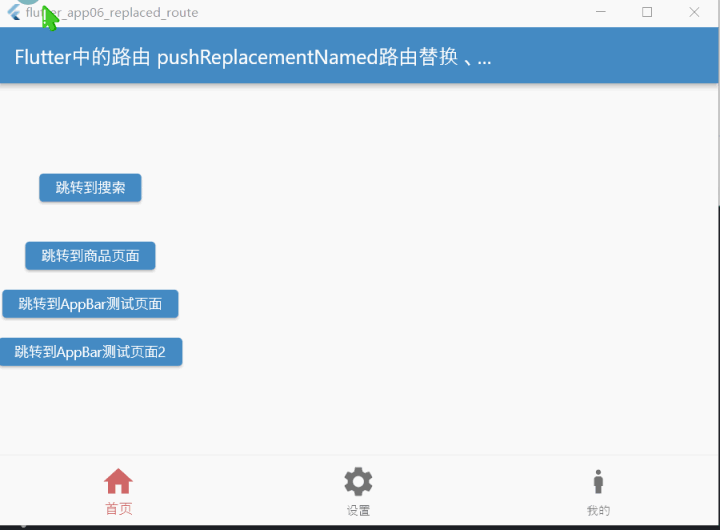 flutter_app06_replaced_route
Flutter中的路由 pushReplacementNamed路由替换、...
跳转到搜索
跳转到商品页面
跳转到AppBar测试页面
跳转到AppBar测试页面2
首页
设置
我的